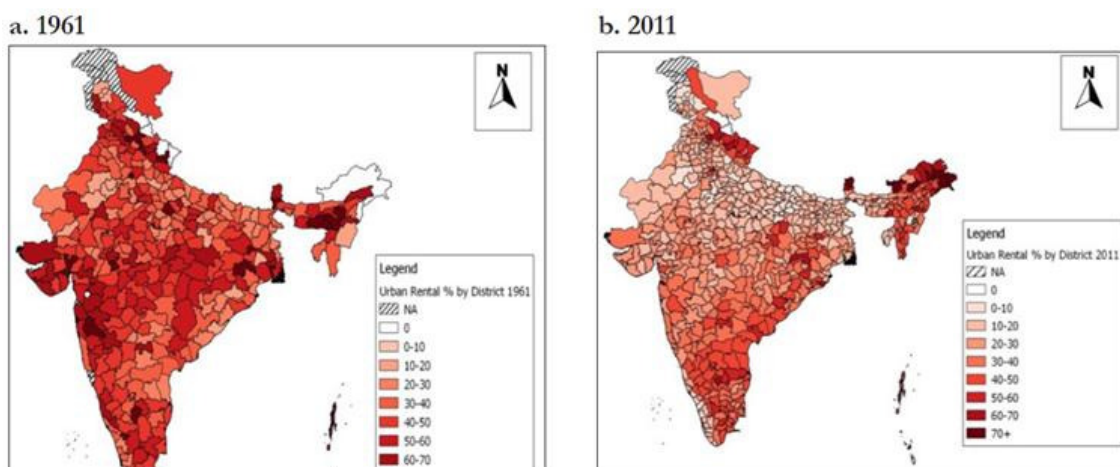 a. 1961
b. 2011
N
N
Legend
Urban Rental % by District 1961
NA
0
0-10
10-20
20-30
30-40
40-50
50-60
60-70
Legend
Urban Rental % by District 2011
NA
0
0-10
10-20
20-30
30-40
40-50
50-60
60-70
70+